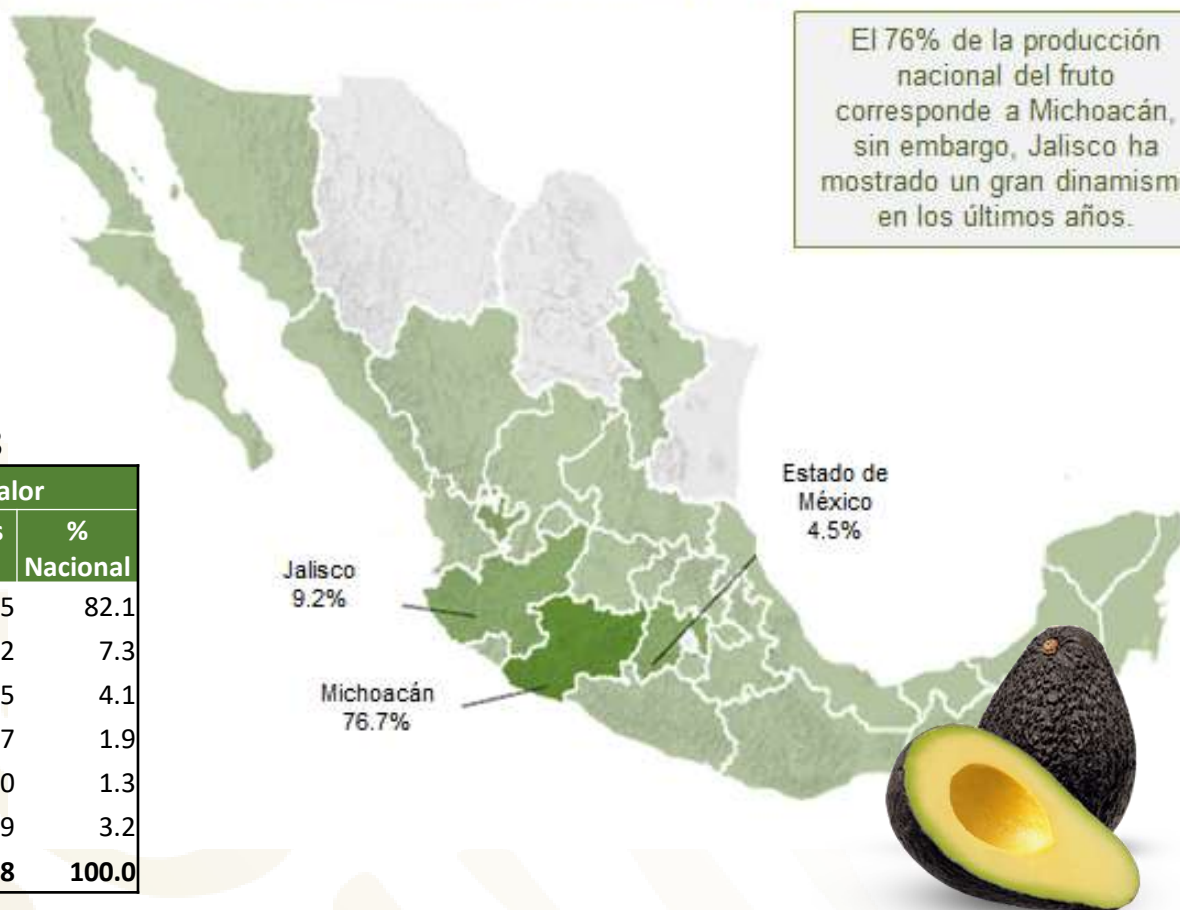 El 76% de la producción
nacional del fruto
corresponde a Michoacán,
sin embargo, Jalisco ha
mostrado un gran
en los últimos años.
Estado de
México
4.5%
Jalisco
9.2%
Michoacán
76.7%
%
Nacional
5 82.1
2 7.3
5 4.1
7 1.9
0 1.3
9 3.2
8 100.0